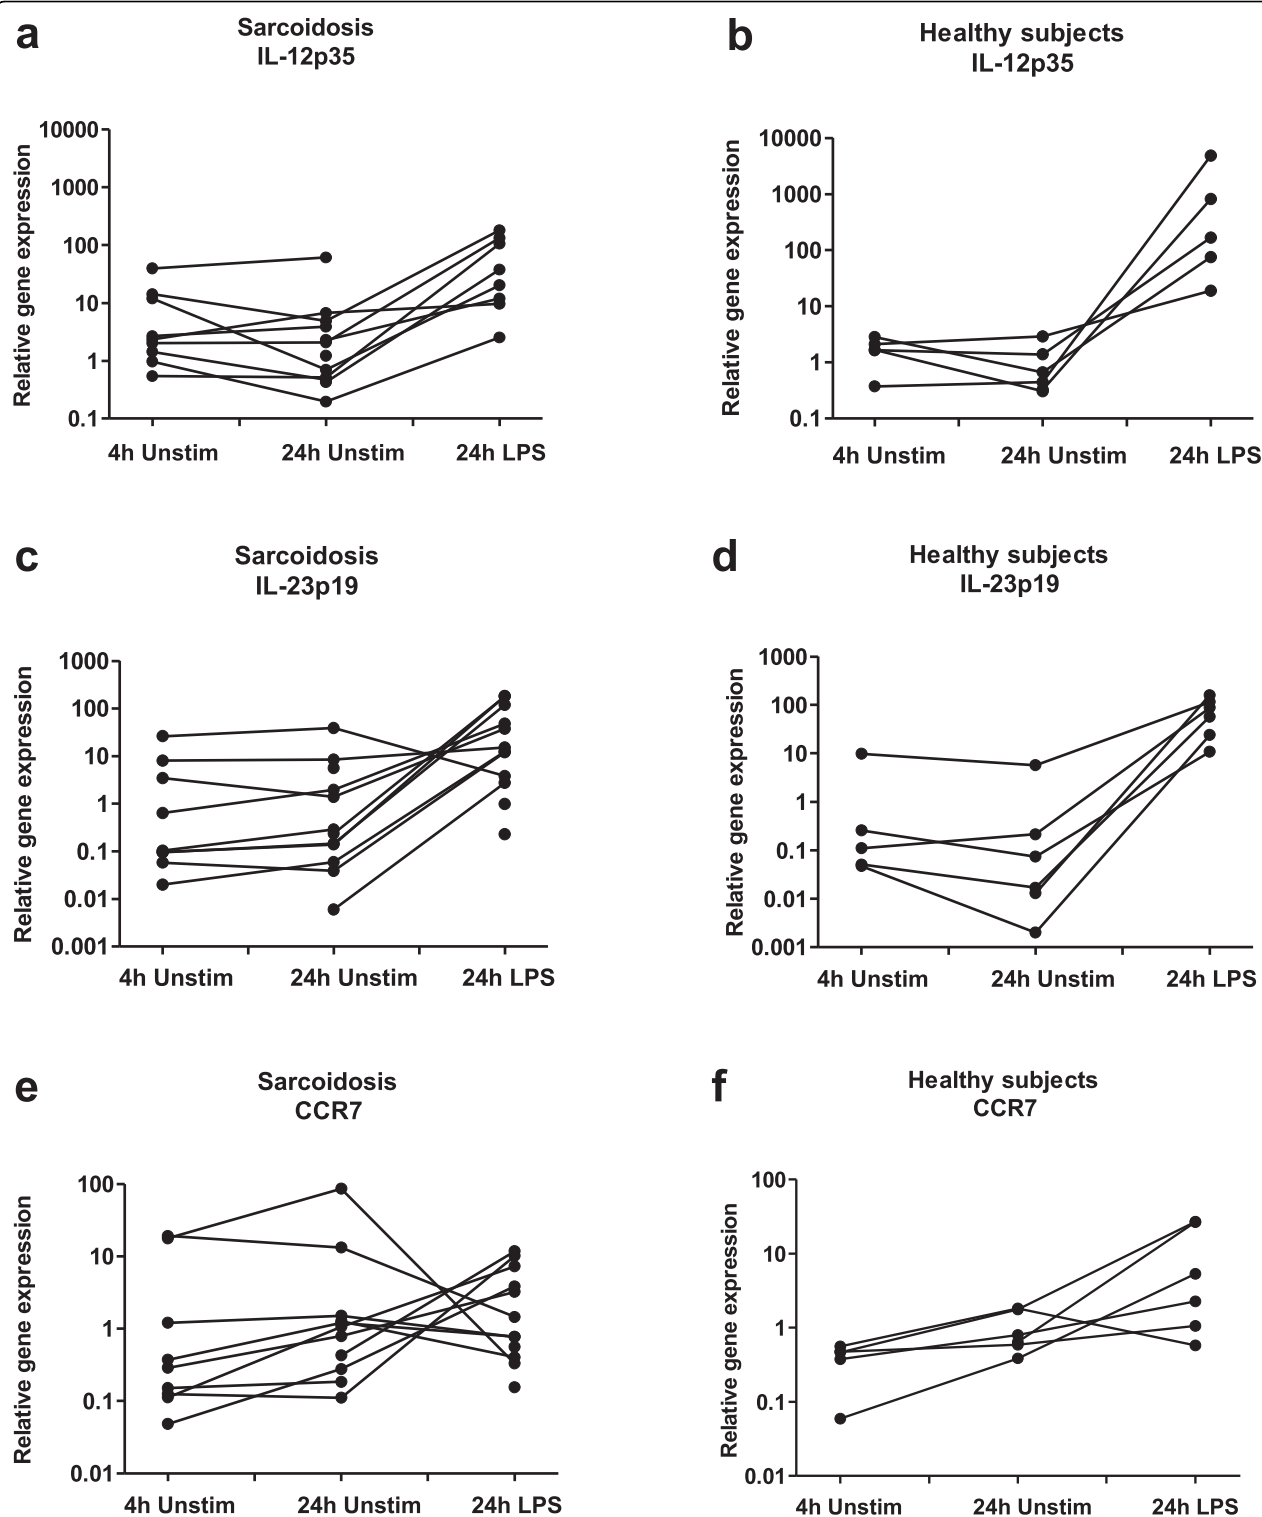 a
Sarcoidosis
IL-12p35
Relative gene expression
10000
1000
100
10
1
0.1
4h Unstim
24h Unstim
24h LPS
b
Healthy subjects
IL-12p35
Relative gene expression
10000
1000
100
10
1
0.1
4h Unstim
24h Unstim
24h LPS
c
Sarcoidosis
IL-23p19
Relative gene expression
1000
100
10
1
0.1
0.01
0.001
4h Unstim
24h Unstim
24h LPS
d
Healthy subjects
IL-23p19
Relative gene expression
1000
100
10
1
0.1
0.01
0.001
4h Unstim
24h Unstim
24h LPS
e
Sarcoidosis
CCR7
Relative gene expression
100
10
1
0.1
0.01
4h Unstim
24h Unstim
24h LPS
f
Healthy subjects
CCR7
Relative gene expression
100
10
1
0.1
0.01
4h Unstim
24h Unstim
24h LPS